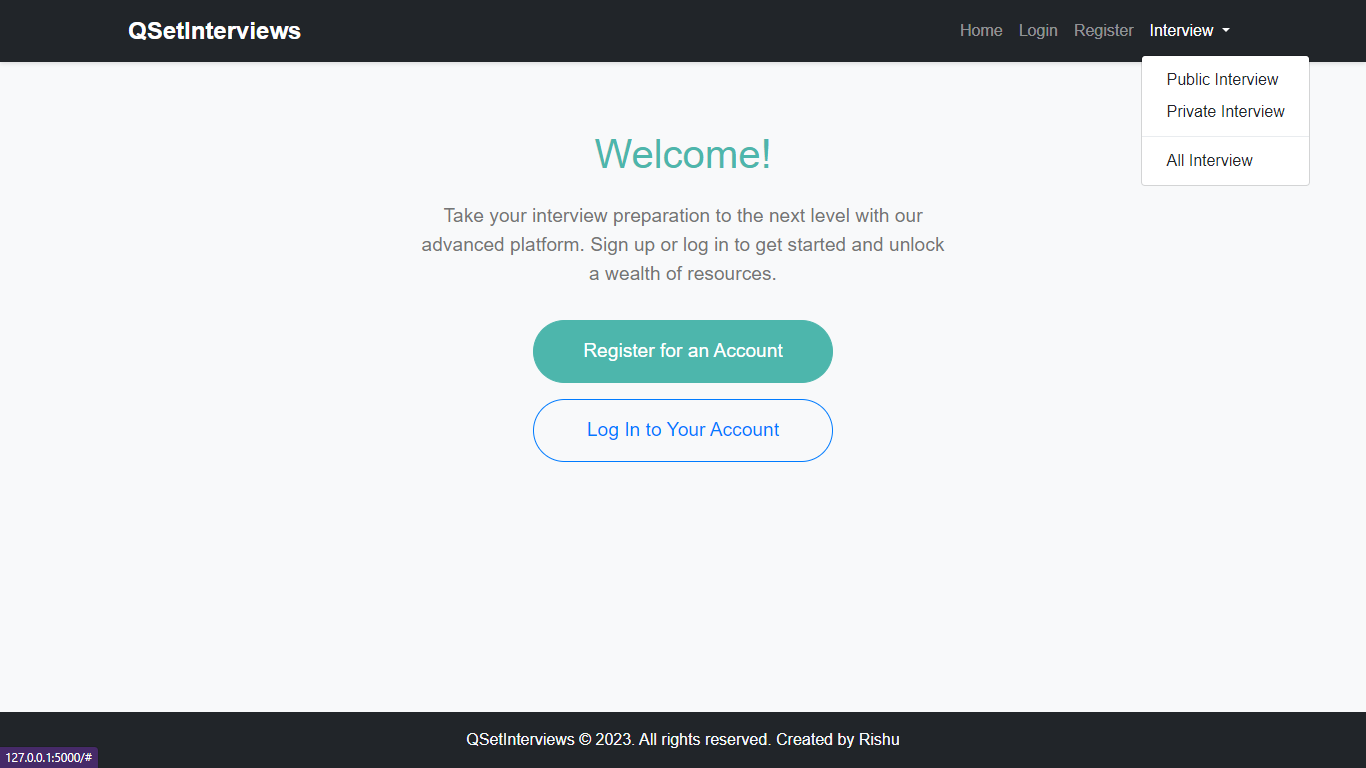 QSetInterviews
Home Login Register Interview
Public Interview
Private Interview
All Interview
Welcome!
Take your interview preparation to the next level with our
advanced platform. Sign up or log in to get started and unlock
a wealth of resources.
Register for an Account
Log In to Your Account
QSetInterviews © 2023. All rights reserved. Created by Rishu
127.0.0.1:5000/#